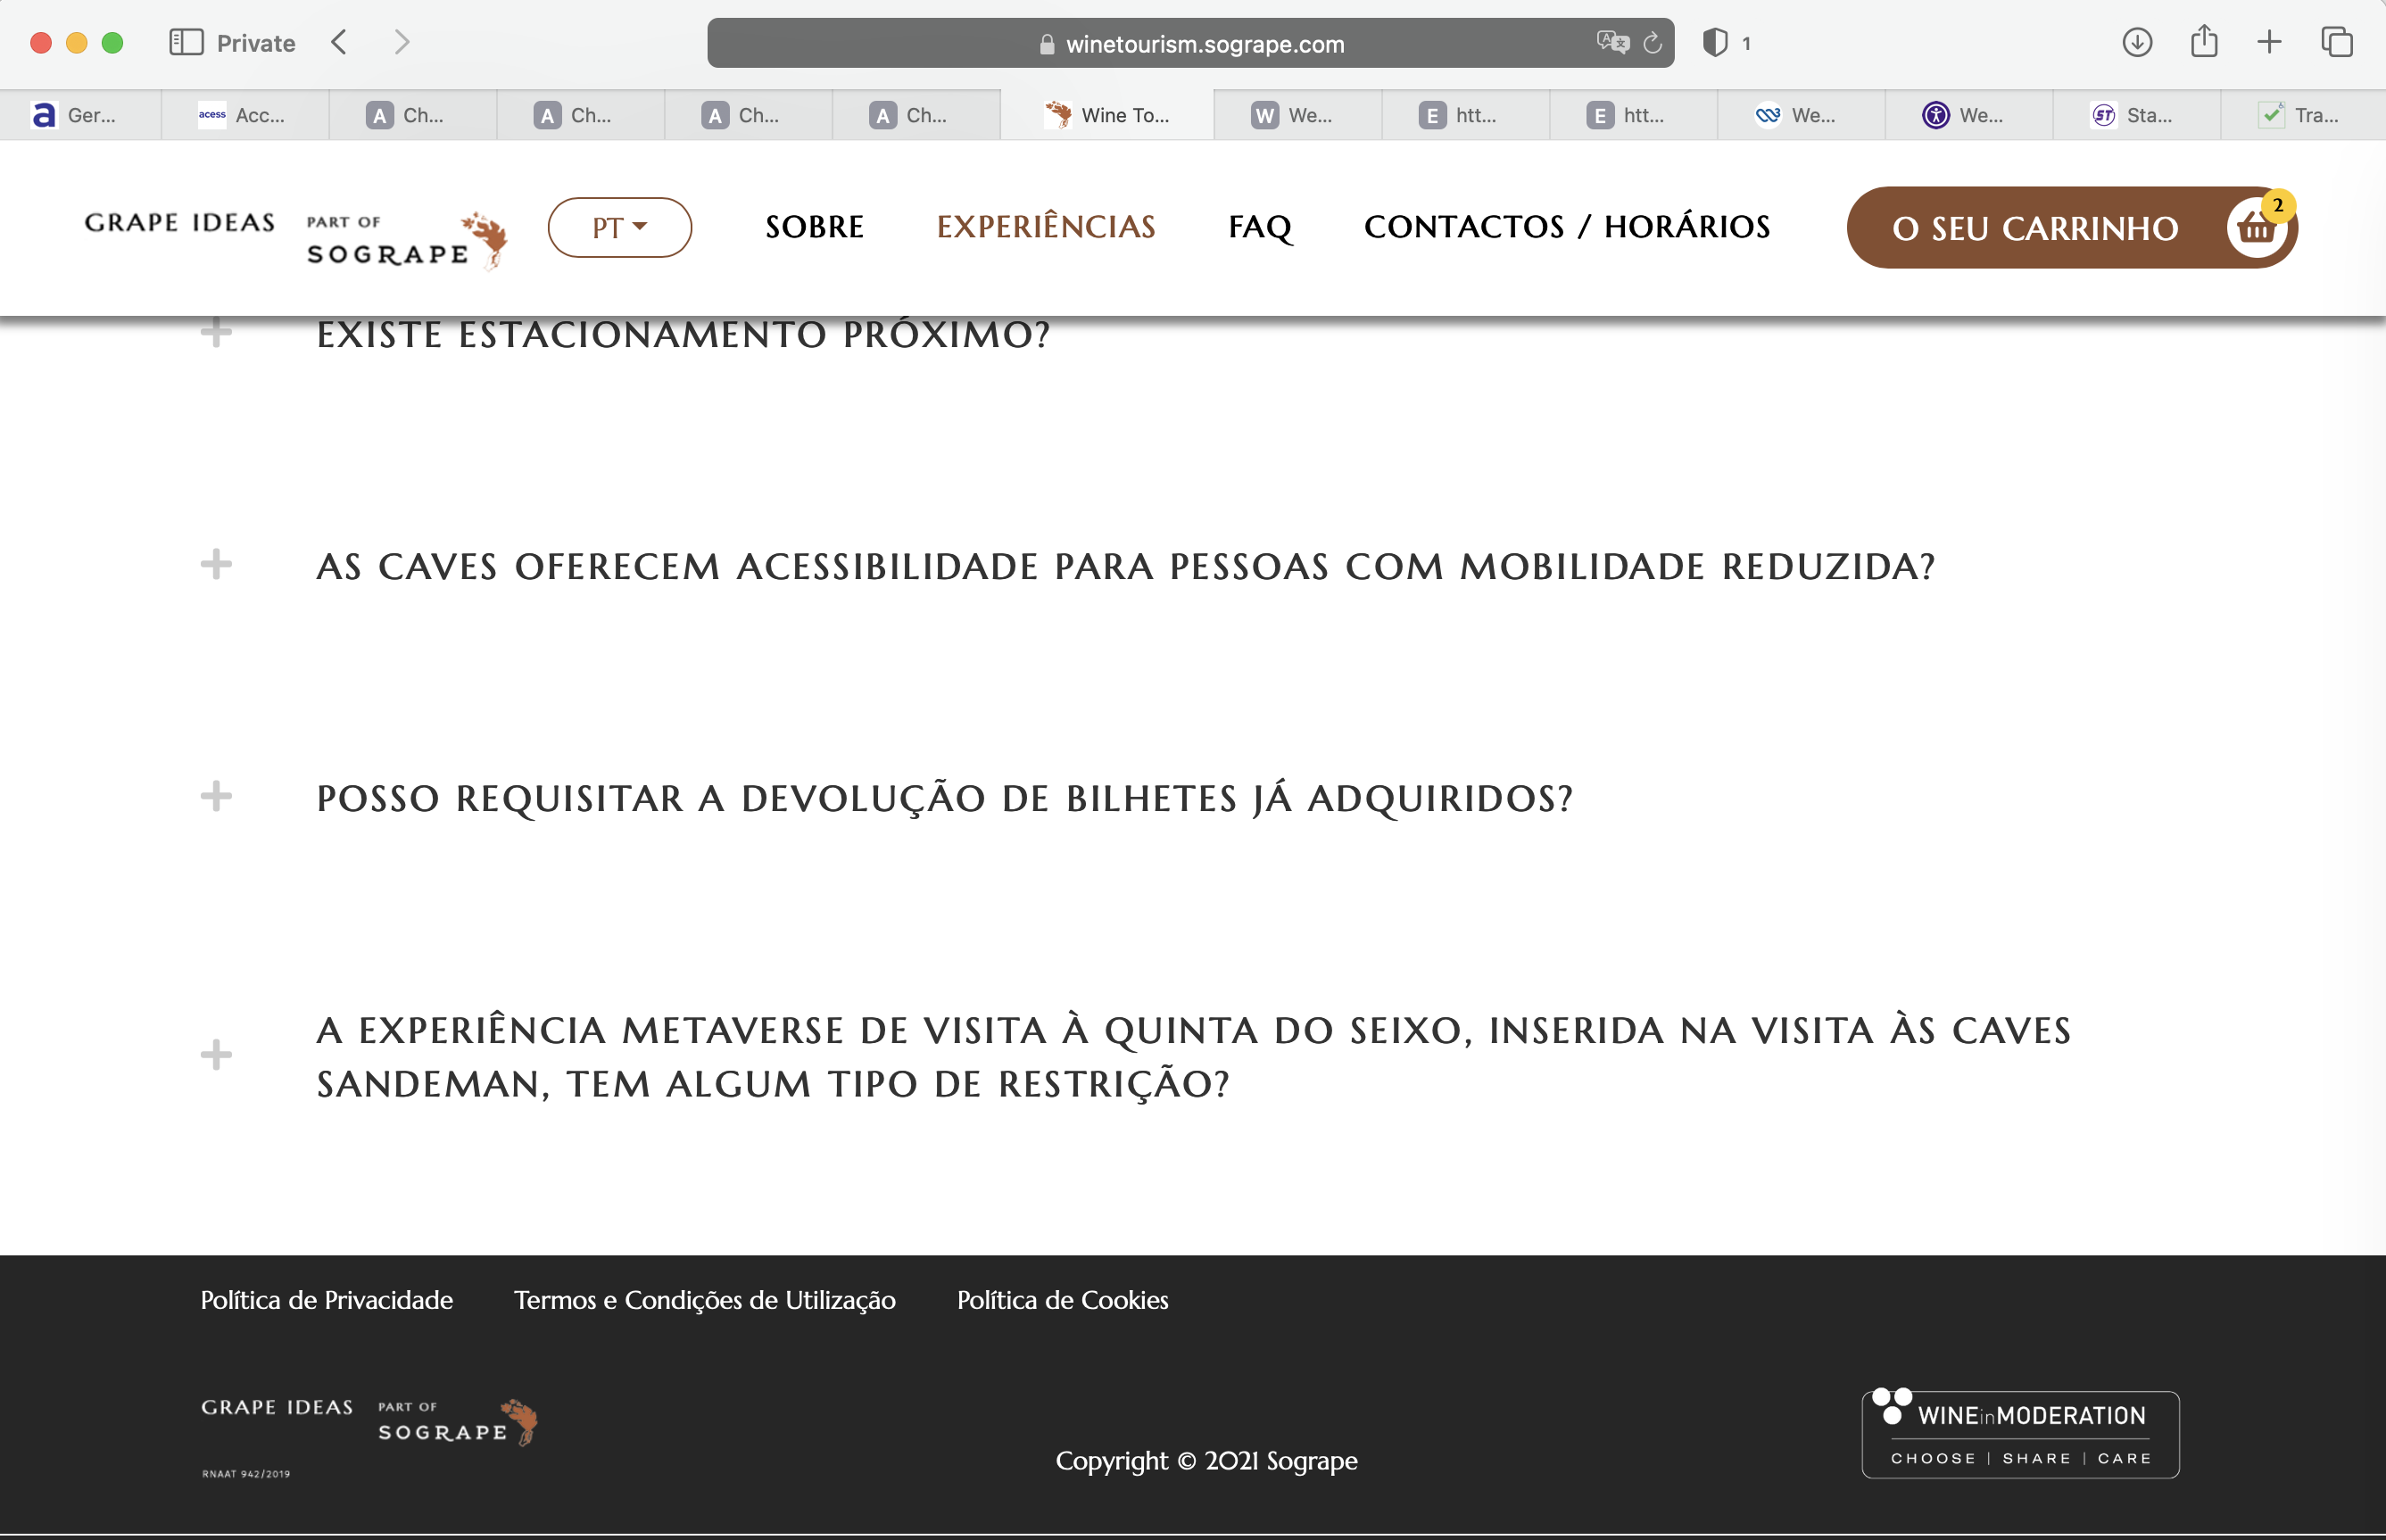 Private
winetourism.sogrape.com
1
Ger...
acess Acc...
A Ch...
A Ch...
A Ch...
A Ch...
Wine To...
W We...
E htt...
E htt...
We...
We...
ST Sta...
Tra...
GRAPE IDEAS
PART OF
SOGRAPE
PT
SOBRE
EXPERIÊNCIAS
FAQ
CONTACTOS / HORÁRIOS
O SEU CARRINHO
2
EXISTE ESTACIONAMENTO PRÓXIMO?
AS CAVES OFERECEM ACESSIBILIDADE PARA PESSOAS COM MOBILIDADE REDUZIDA?
POSSO REQUISITAR A DEVOLUÇÃO DE BILHETES JÁ ADQUIRIDOS?
A EXPERIÊNCIA METAVERSE DE VISITA À QUINTA DO SEIXO, INSERIDA NA VISITA ÀS CAVES
SANDEMAN, TEM ALGUM TIPO DE RESTRIÇÃO?
Política de Privacidade
Termos e Condições de Utilização
Política de Cookies
GRAPE IDEAS
PART OF
SOGRAPE
RNAAT 942/2019
Copyright © 2021 Sogrape
WINEinMODERATION
CHOOSE | SHARE | CARE